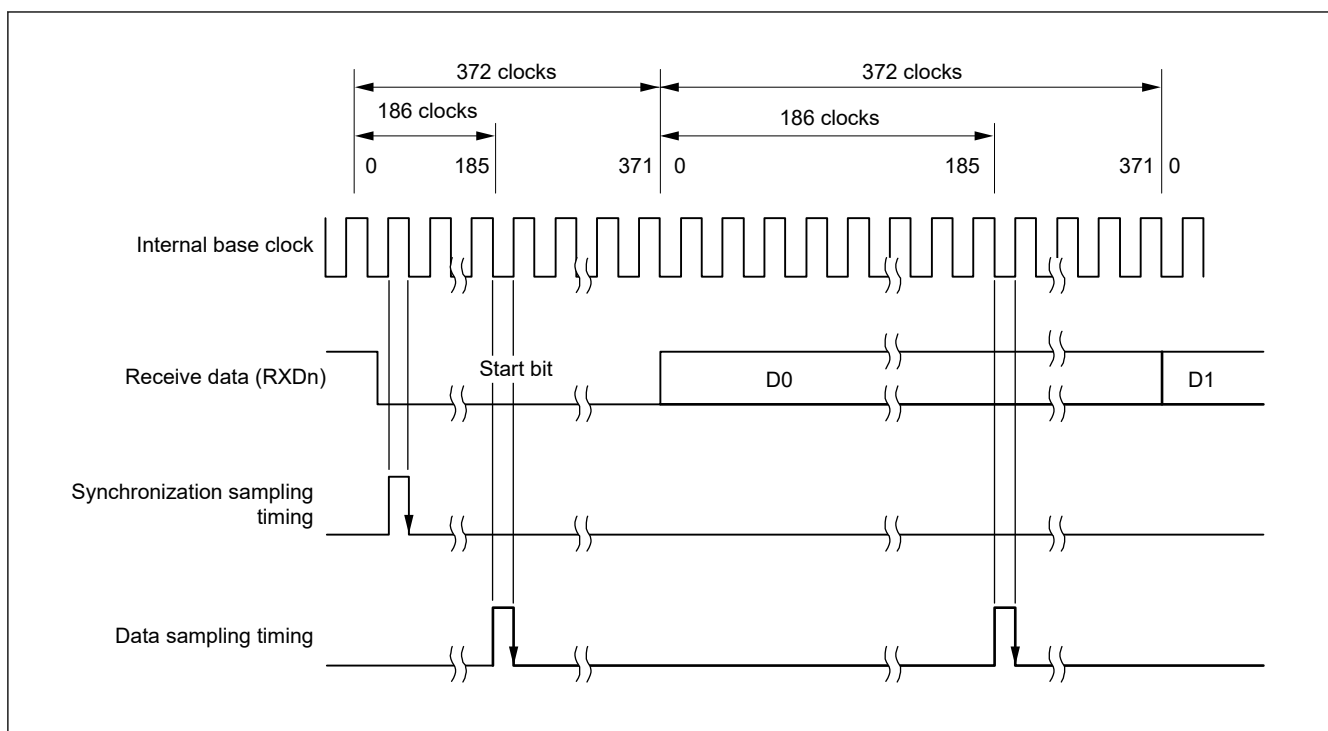 372 clocks
372 clocks
186 clocks
186 clocks
0
185
371
0
185
371
0
Internal base clock
Receive data (RXDn)
Start bit
D0
D1
Synchronization sampling
timing
Data sampling timing